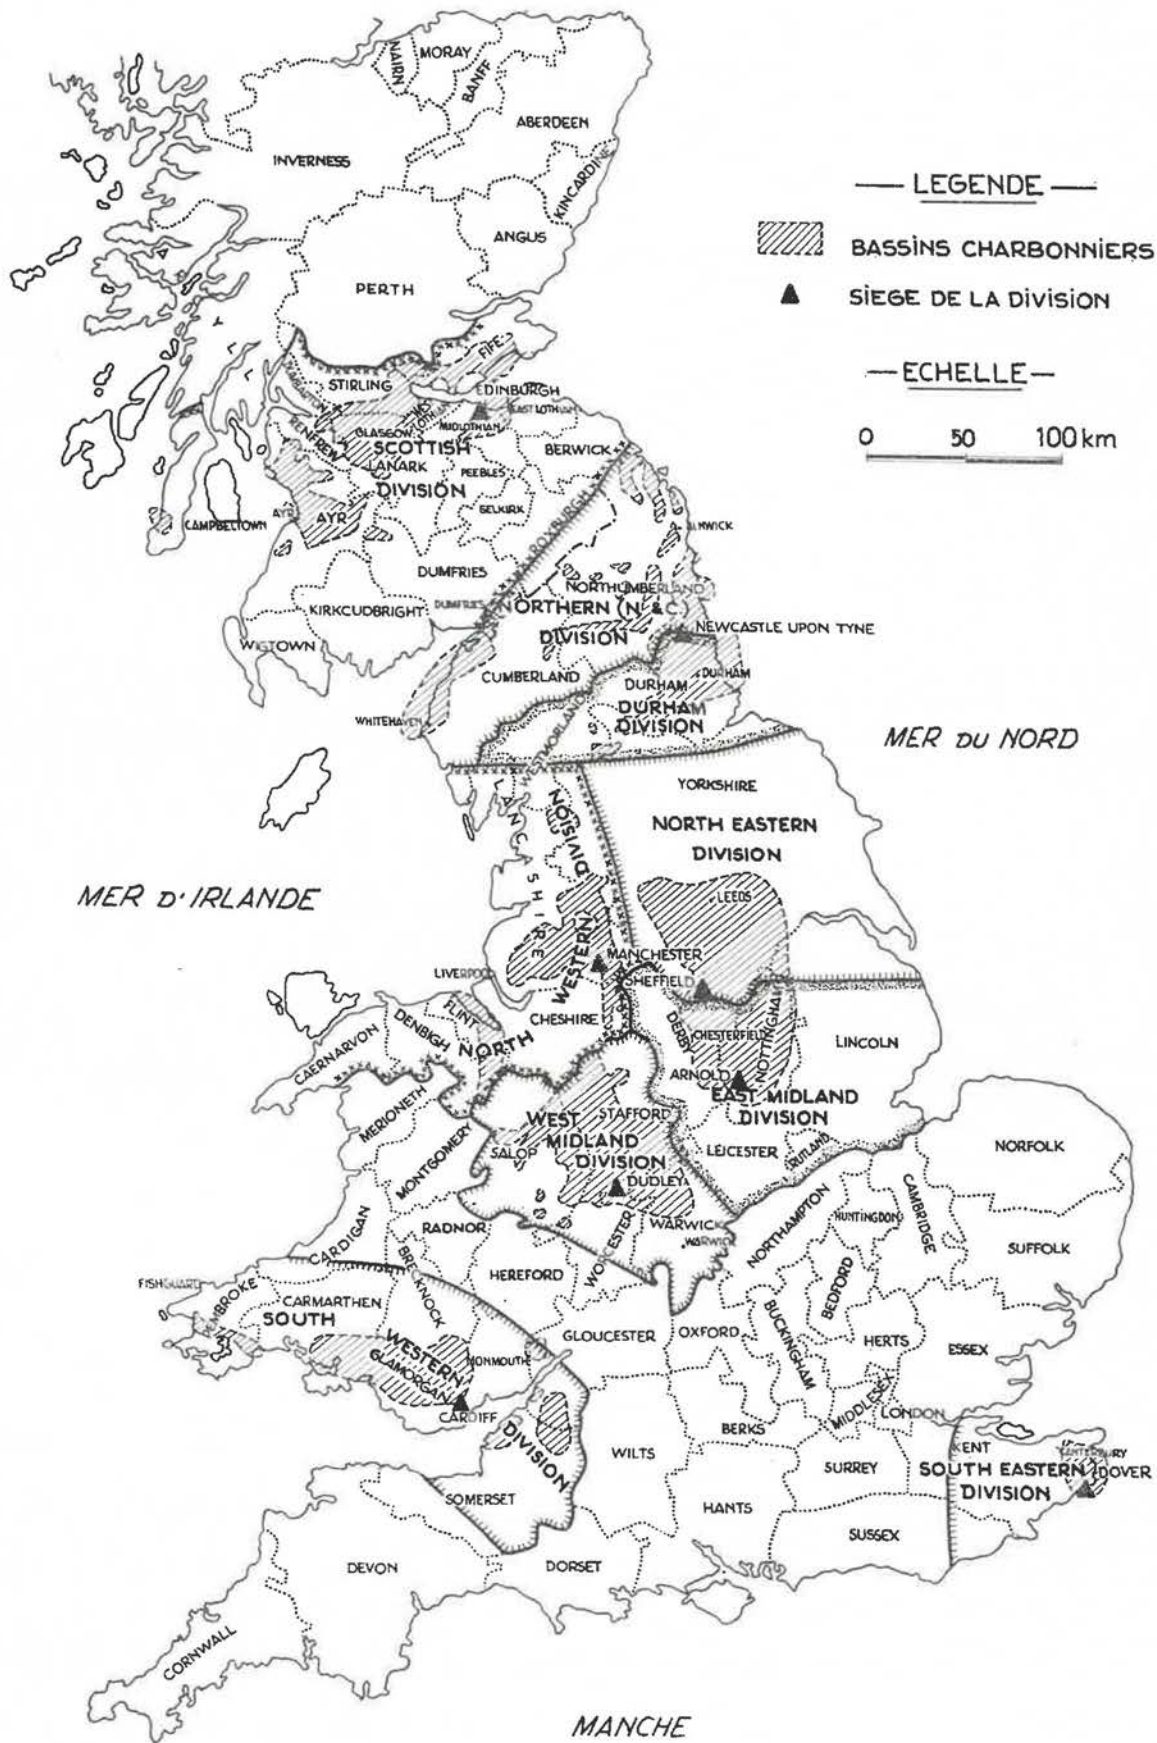 NAIRN
MORAY
BANFF
ABERDEEN
INVERNESS
KINCARDINE
ANGUS
PERTH
— LEGENDE —
BASSINS CHARBONNIERS
SIEGE DE LA DIVISION
— ECHELLE —
0 50 100 km
FIFE
STIRLING
EDINBURGH
EAST LOTHIAN
MIDLOTHIAN
GLASGOW
RENFREW
SCOTTISH
LANARK
DIVISION
PEEBLES
BERWICK
SELKIRK
AYR
AYR
CAMPBELTOWN
ROXBURGH
DUMFRIES
DUMFRIES
KIRKCUDBRIGHT
WIGTOWN
NORTHUMBERLAND
NORTHERN (N & C)
DIVISION
NEWCASTLE UPON TYNE
CUMBERLAND
DURHAM
DURHAM
DURHAM
DIVISION
WHITEHAVEN
WESTMORLAND
MER DU NORD
YORKSHIRE
NORTH EASTERN
DIVISION
LANCASHIRE
LEEDS
MER D'IRLANDE
NORTH
WESTERN
DIVISION
MANCHESTER
SHEFFIELD
LIVERPOOL
FLINT
DENBIGH
CHESHIRE
CAERNARVON
DERBY
CHESTERFIELD
NOTTINGHAM
LINCOLN
ARNOLD
EAST MIDLAND
DIVISION
MERIONETH
MONTGOMERY
WEST
MIDLAND
DIVISION
STAFFORD
SALOP
DUDLEY
LEICESTER
RUTLAND
NORFOLK
CARDIGAN
RADNOR
WORCESTER
WARWICK
WARWICK
NORTHAMPTON
HUNTINGDON
CAMBRIDGE
SUFFOLK
FISHGUARD
PEMBROKE
CARMARTHEN
BRECKNOCK
HEREFORD
BEDFORD
SOUTH
WESTERN
DIVISION
GLAMORGAN
MONMOUTH
CARDIFF
GLOUCESTER
OXFORD
BUCKINGHAM
HERTS
ESSEX
MIDDLESEX
LONDON
BERKS
WILTS
SURREY
KENT
CANTERBURY
SOUTH EASTERN
DIVISION
DOVER
SOMERSET
HANTS
SUSSEX
DEVON
DORSET
CORNWALL
MANCHE